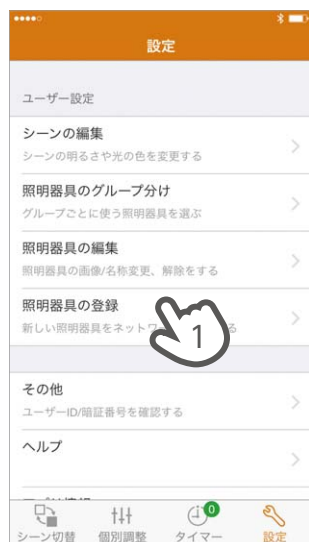 設定
ユーザー設定
シーンの編集
シーンの明るさや光の色を変更する
照明器具のグループ分け
グループごとに使う照明器具を選ぶ
照明器具の編集
照明器具の画像/名称変更、解除をする
照明器具の登録
新しい照明器具をネットワ
1
る
その他
ユーザーID/暗証番号を確認する
ヘルプ
0
シーン切替 個別調整 タイマー 設定